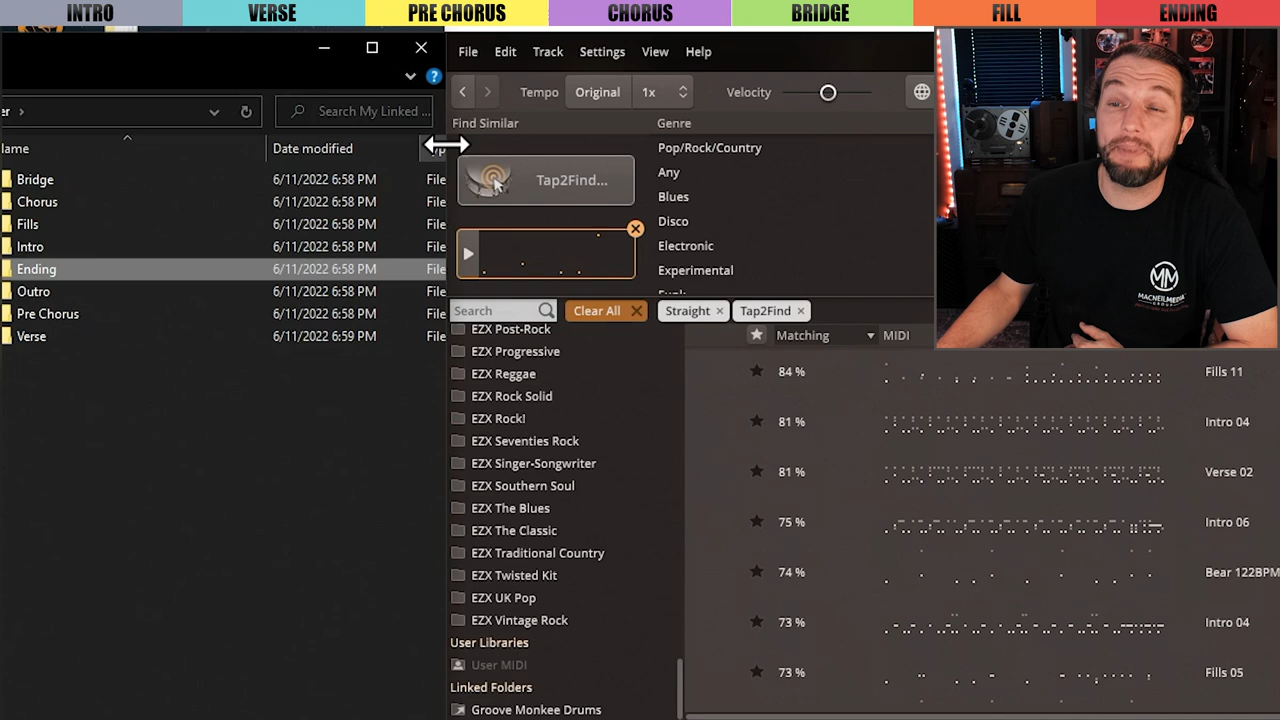 INTRO VERSE PRE CHORUS CHORUS BRIDGE FILL ENDING
er
Search My Linked ...
ame
Date modified
Bridge 6/11/2022 6:58 PM File
Chorus 6/11/2022 6:58 PM File
Fills 6/11/2022 6:58 PM File
Intro 6/11/2022 6:58 PM File
Ending 6/11/2022 6:58 PM File
Outro 6/11/2022 6:58 PM File
Pre Chorus 6/11/2022 6:58 PM File
Verse 6/11/2022 6:59 PM File
File Edit Track Settings View Help
Tempo Original 1x Velocity
Find Similar
Tap2Find...
Genre
Pop/Rock/Country
Any
Blues
Disco
Electronic
Experimental
Search Clear All Straight Tap2Find
EZX Post-Rock
EZX Progressive
EZX Reggae
EZX Rock Solid
EZX Rock!
EZX Seventies Rock
EZX Singer-Songwriter
EZX Southern Soul
EZX The Blues
EZX The Classic
EZX Traditional Country
EZX Twisted Kit
EZX UK Pop
EZX Vintage Rock
User Libraries
User MIDI
Linked Folders
Groove Monkee Drums
Matching MIDI
84 % Fills 11
81 % Intro 04
81 % Verse 02
75 % Intro 06
74 % Bear 122BPM
73 % Intro 04
73 % Fills 05
MACNEILMEDIA
GROUP